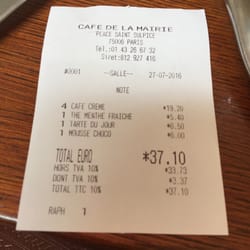 CAFE DE LA MAIRIE
PLACE SAINT SULPICE
75006 PARIS
Tel.:01 43 26 67 32
Siret:612 927 416
#0001 --SALLE-- 27-07-2016
NOTE
4 CAFE CREME *19.20
1 THE MENTHE FRAICHE *5.40
1 TARTE DU JOUR *6.50
1 MOUSSE CHOCO *6.00
TOTAL EURO *37.10
HORS TVA 10% *33.73
DONT TVA 10% *3.37
TOTAL TTC 10% *37.10
RAPH 1